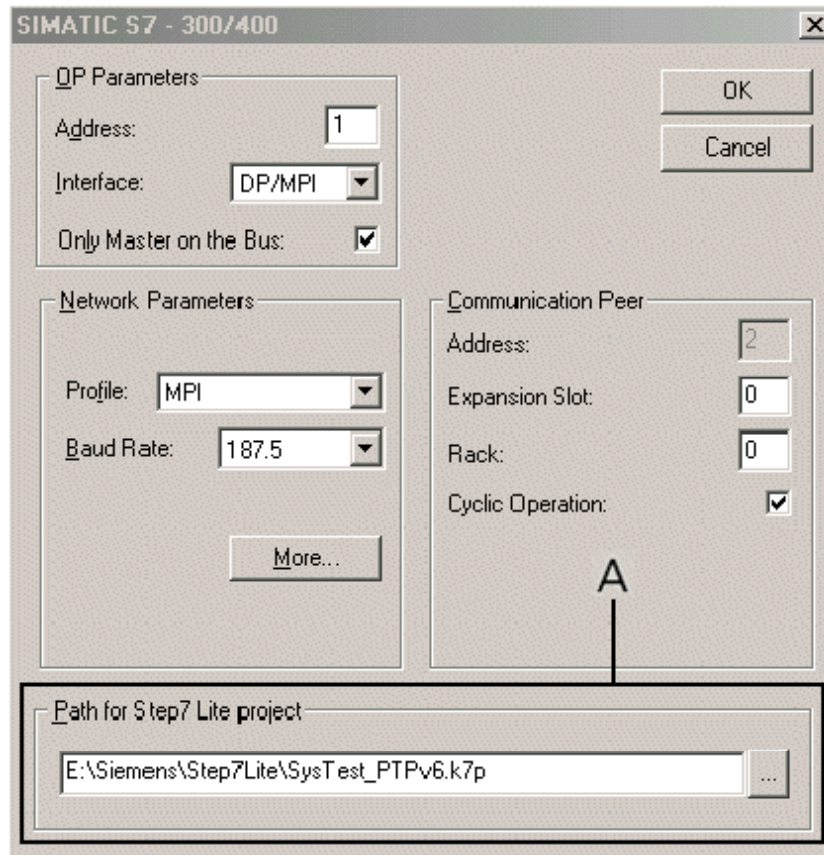 SIMATIC S7 - 300/400
OP Parameters
Address: 1
Interface: DP/MPI
Only Master on the Bus:
OK
Cancel
Network Parameters
Profile: MPI
Baud Rate: 187.5
More...
Communication Peer
Address: 2
Expansion Slot: 0
Rack: 0
Cyclic Operation:
A
Path for Step7 Lite project
E:\Siemens\Step7Lite\SysTest_PTPv6.k7p
...